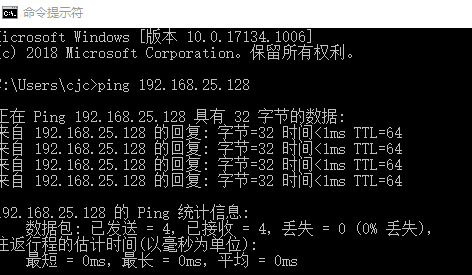 命令提示符
Microsoft Windows [版本 10.0.17134.1006]
(c) 2018 Microsoft Corporation。保留所有权利。
C:\Users\cjc>ping 192.168.25.128
正在 Ping 192.168.25.128 具有 32 字节的数据:
来自 192.168.25.128 的回复: 字节=32 时间<1ms TTL=64
来自 192.168.25.128 的回复: 字节=32 时间<1ms TTL=64
来自 192.168.25.128 的回复: 字节=32 时间<1ms TTL=64
来自 192.168.25.128 的回复: 字节=32 时间<1ms TTL=64
192.168.25.128 的 Ping 统计信息:
数据包: 已发送 = 4，已接收 = 4，丢失 = 0 (0% 丢失)，
往返行程的估计时间(以毫秒为单位):
最短 = 0ms，最长 = 0ms，平均 = 0ms